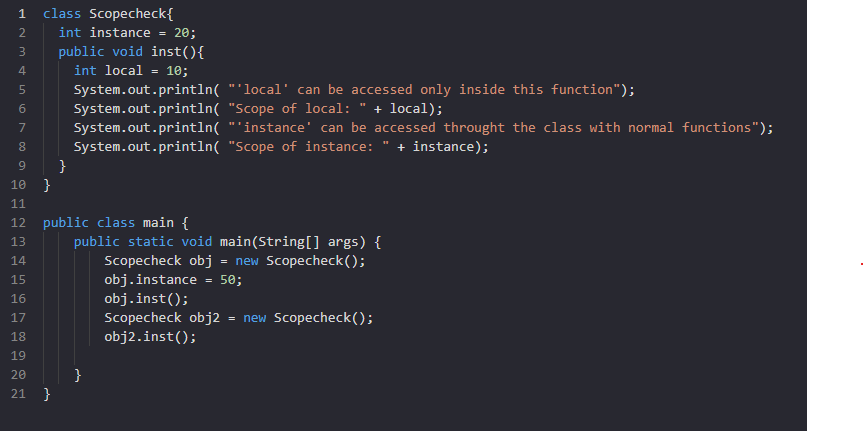 1 class Scopecheck{
2 int instance = 20;
3 public void inst(){
4 int local = 10;
5 System.out.println( "'local' can be accessed only inside this function");
6 System.out.println( "Scope of local: " + local);
7 System.out.println( "'instance' can be accessed throught the class with normal functions");
8 System.out.println( "Scope of instance: " + instance);
9 }
10 }
11
12 public class main {
13 public static void main(String[] args) {
14 Scopecheck obj = new Scopecheck();
15 obj.instance = 50;
16 obj.inst();
17 Scopecheck obj2 = new Scopecheck();
18 obj2.inst();
19
20 }
21 }